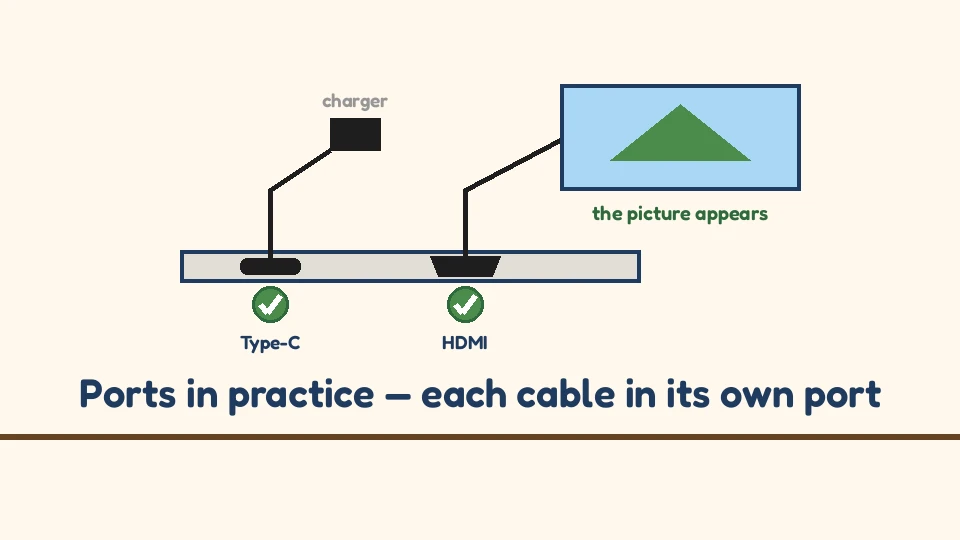 charger
the picture appears
Type-C
HDMI
Ports in practice — each cable in its own port